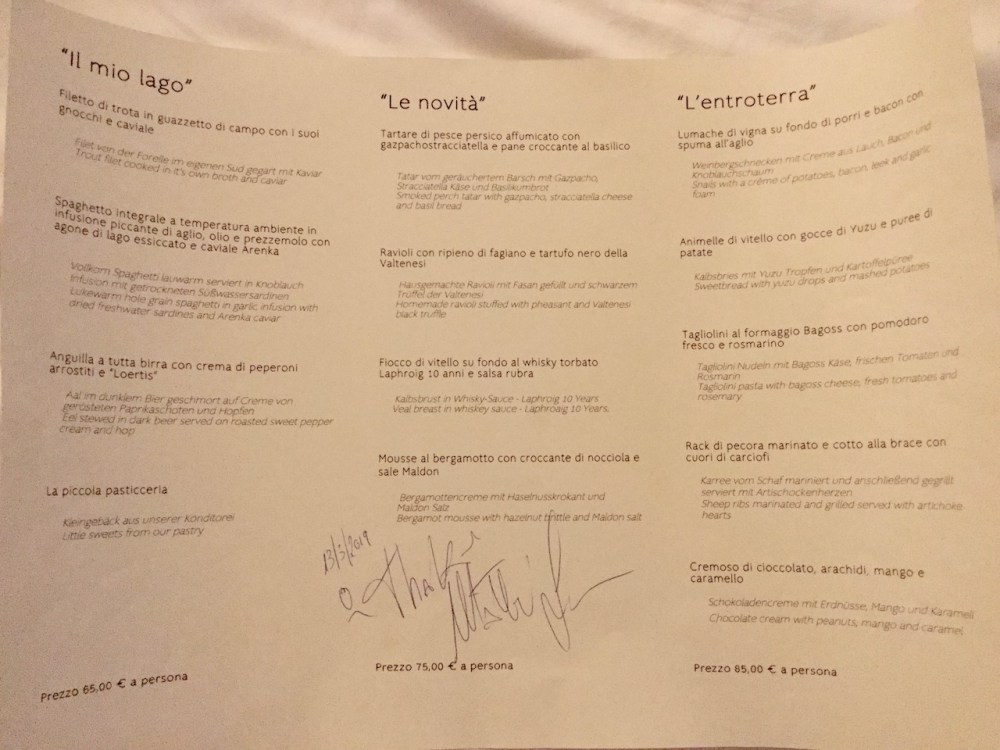 "Il mio lago"
Filetto di trota in guazzetto di campo con i suoi
gnocchi e caviale
Filet von der Forelle im eigenen Sud gegart mit Kaviar
Trout filet cooked in it's own broth and caviar
Spaghetto integrale a temperatura ambiente in
infusione piccante di aglio, olio e prezzemolo con
agone di lago essiccato e caviale Arenka
Vollkorn Spaghetti lauwarm serviert in Knoblauch
Infusion mit getrockneten Süßwassersardinen
Lukewarm hole grain spaghetti in garlic infusion with
dried freshwater sardines and Arenka caviar
Anguilla a tutta birra con crema di peperoni
arrostiti e "Loertis"
Aal im dunklem Bier geschmort auf Creme von
gerösteten Paprikaschoten und Hopfen
Eel stewed in dark beer served on roasted sweet pepper
cream and hop
La piccola pasticceria
Kleingebäck aus unserer Konditorei
Little sweets from our pastry
Prezzo 65,00 € a persona
"Le novità"
Tartare di pesce persico affumicato con
gazpachostracciatella e pane croccante al basilico
Tatar vom geräuchertem Barsch mit Gazpacho,
Stracciatella Käse und Basilikumbrot
Smoked perch tatar with gazpacho, stracciatella cheese
and basil bread
Ravioli con ripieno di fagiano e tartufo nero della
Valtenesi
Hausgemachte Ravioli mit Fasan gefüllt und schwarzem
Trüffel der Valtenesi
Homemade ravioli stuffed with pheasant and Valtenesi
black truffle
Fiocco di vitello su fondo al whisky torbato
Laphroig 10 anni e salsa rubra
Kalbsbrust in Whisky-Sauce - Laphroig 10 Years
Veal breast in whiskey sauce - Laphroaig 10 Years.
Mousse al bergamotto con croccante di nocciola e
sale Maldon
Bergamottencreme mit Haselnusskrokant und
Maldon Salz
Bergamot mousse with hazelnut brittle and Maldon salt
13/3/2019
Prezzo 75,00 € a persona
"L'entroterra"
Lumache di vigna su fondo di porri e bacon con
spuma all'aglio
Weinbergschnecken mit Creme aus Lauch, Bacon und
Knoblauchschaum
Snails with a crème of potatoes, bacon, leek and garlic
foam
Animelle di vitello con gocce di Yuzu e puree di
patate
Kalbsbries mit Yuzu Tropfen und Kartoffelpüree
Sweetbread with yuzu drops and mashed potatoes
Tagliolini al formaggio Bagoss con pomodoro
fresco e rosmarino
Tagliolini Nudeln mit Bagoss Käse, frischen Tomaten und
Rosmarin
Tagliolini pasta with bagoss cheese, fresh tomatoes and
rosemary
Rack di pecora marinato e cotto alla brace con
cuori di carciofi
Karree vom Schaf mariniert und anschließend gegrillt
serviert mit Artischockenherzen
Sheep ribs marinated and grilled served with artichoke
hearts
Cremoso di cioccolato, arachidi, mango e
caramello
Schokoladencreme mit Erdnüsse, Mango und Karamell
Chocolate cream with peanuts, mango and caramel
Prezzo 85,00 € a persona